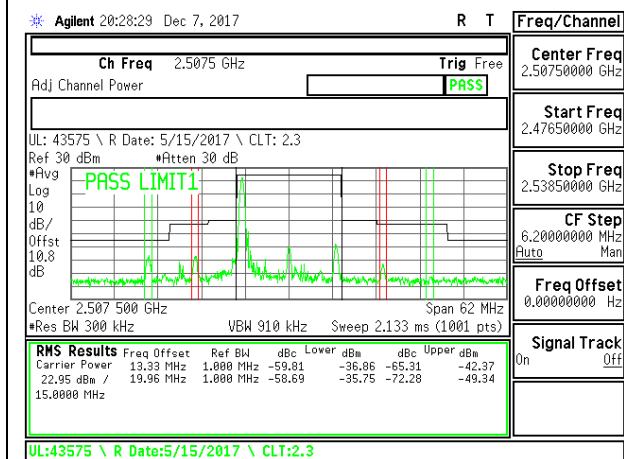 Agilent 20:28:29 Dec 7, 2017 R T
Ch Freq 2.5075 GHz Trig Free
Adj Channel Power PASS
UL: 43575 \ R Date: 5/15/2017 \ CLT: 2.3
Ref 30 dBm #Atten 30 dB
#Avg
Log
10
dB/
Offst
10.8
dB
PASS LIMIT1
Center 2.507 500 GHz Span 62 MHz
#Res BW 300 kHz VBW 910 kHz Sweep 2.133 ms (1001 pts)
RMS Results Freq Offset Ref BW dBc Lower dBm dBc Upper dBm
Carrier Power 13.33 MHz 1.000 MHz -59.81 -36.86 -65.31 -42.37
22.95 dBm / 19.96 MHz 1.000 MHz -58.69 -35.75 -72.28 -49.34
15.0000 MHz
UL:43575 \ R Date:5/15/2017 \ CLT:2.3
Freq/Channel
Center Freq
2.50750000 GHz
Start Freq
2.47650000 GHz
Stop Freq
2.53850000 GHz
CF Step
6.20000000 MHz
Auto Man
Freq Offset
0.00000000 Hz
Signal Track
On Off